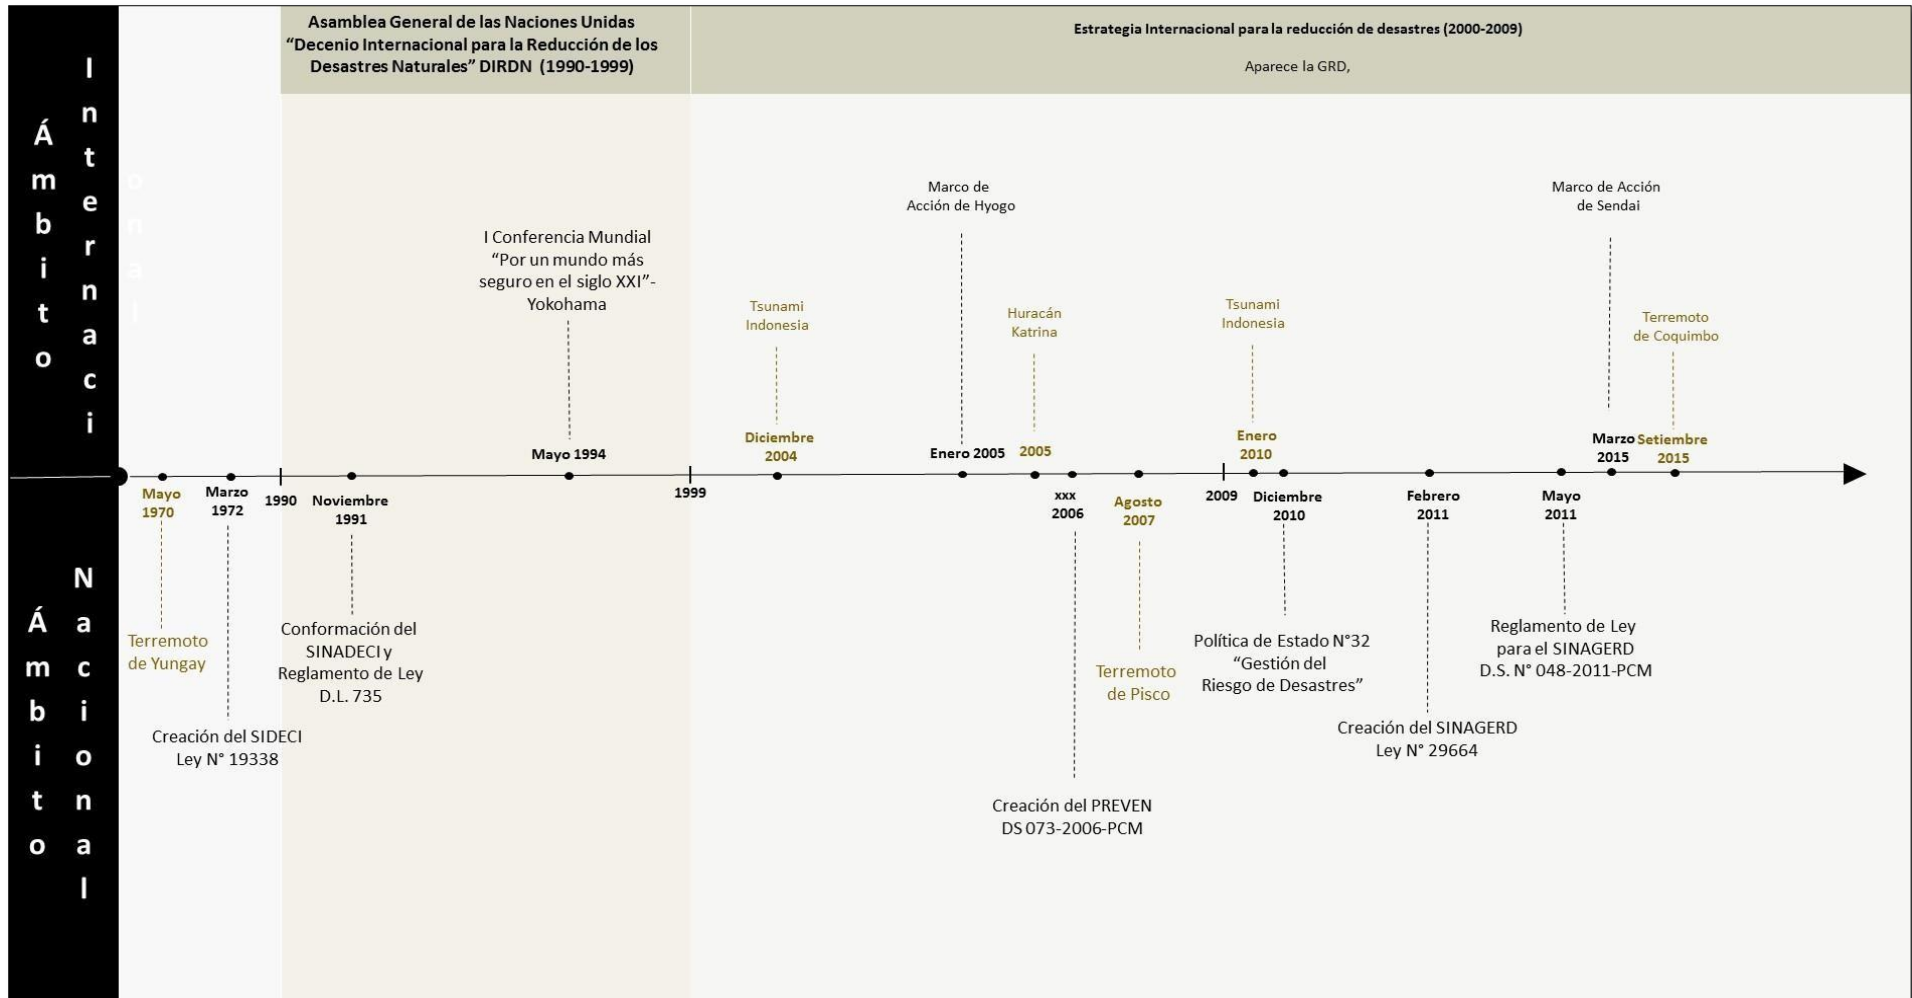 Asamblea General de las Naciones Unidas
“Decenio Internacional para la Reducción de los
Desastres Naturales” DIRDN (1990-1999)
Estrategia Internacional para la reducción de desastres (2000-2009)
Aparece la GRD,
Ámbito
Internacional
Marco de
Acción de Hyogo
Marco de Acción
de Sendai
I Conferencia Mundial
“Por un mundo más
seguro en el siglo XXI”-
Yokohama
Tsunami
Indonesia
Huracán
Katrina
Tsunami
Indonesia
Terremoto
de Coquimbo
Mayo 1994
Diciembre
2004
Enero 2005
2005
Enero
2010
Marzo
2015
Setiembre
2015
Mayo
1970
Marzo
1972
1990
Noviembre
1991
1999
xxx
2006
Agosto
2007
2009
Diciembre
2010
Febrero
2011
Mayo
2011
Ámbito
Nacional
Terremoto
de Yungay
Creación del SIDECI
Ley N° 19338
Conformación del
SINADECI y
Reglamento de Ley
D.L. 735
Creación del PREVEN
DS 073-2006-PCM
Terremoto
de Pisco
Política de Estado N°32
“Gestión del
Riesgo de Desastres”
Creación del SINAGERD
Ley N° 29664
Reglamento de Ley
para el SINAGERD
D.S. N° 048-2011-PCM